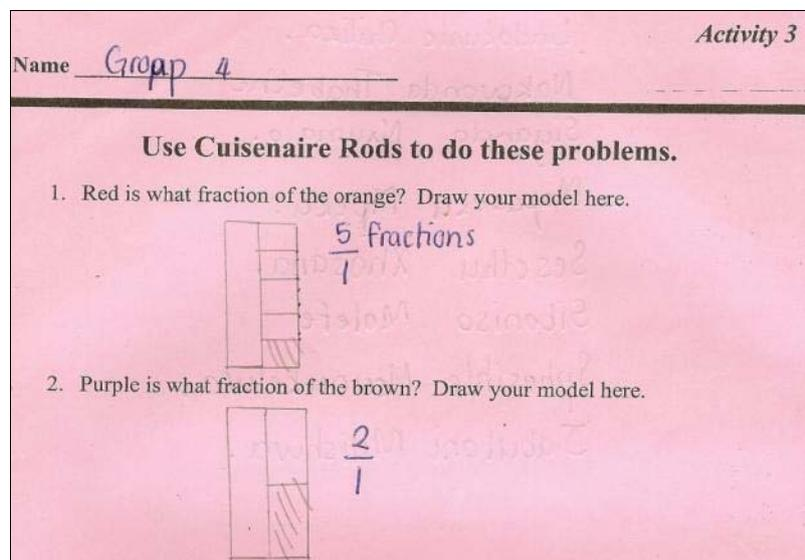 Activity 3
Name Group 4
Use Cuisenaire Rods to do these problems.
1. Red is what fraction of the orange? Draw your model here.
5 fractions
1
2. Purple is what fraction of the brown? Draw your model here.
2
1